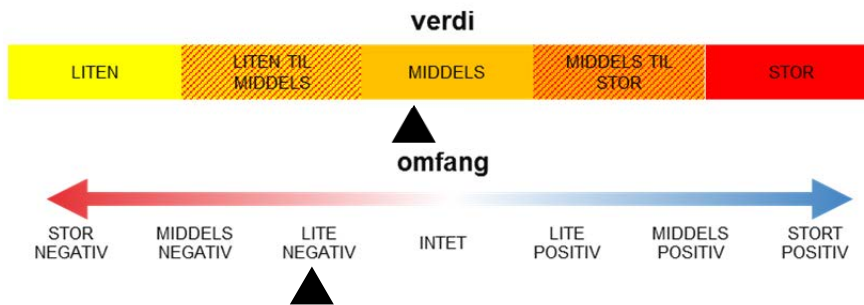 verdi
LITEN
LITEN TIL
MIDDELS
MIDDELS
MIDDELS TIL
STOR
STOR
omfang
STOR
NEGATIV
MIDDELS
NEGATIV
LITE
NEGATIV
INTET
LITE
POSITIV
MIDDELS
POSITIV
STORT
POSITIV